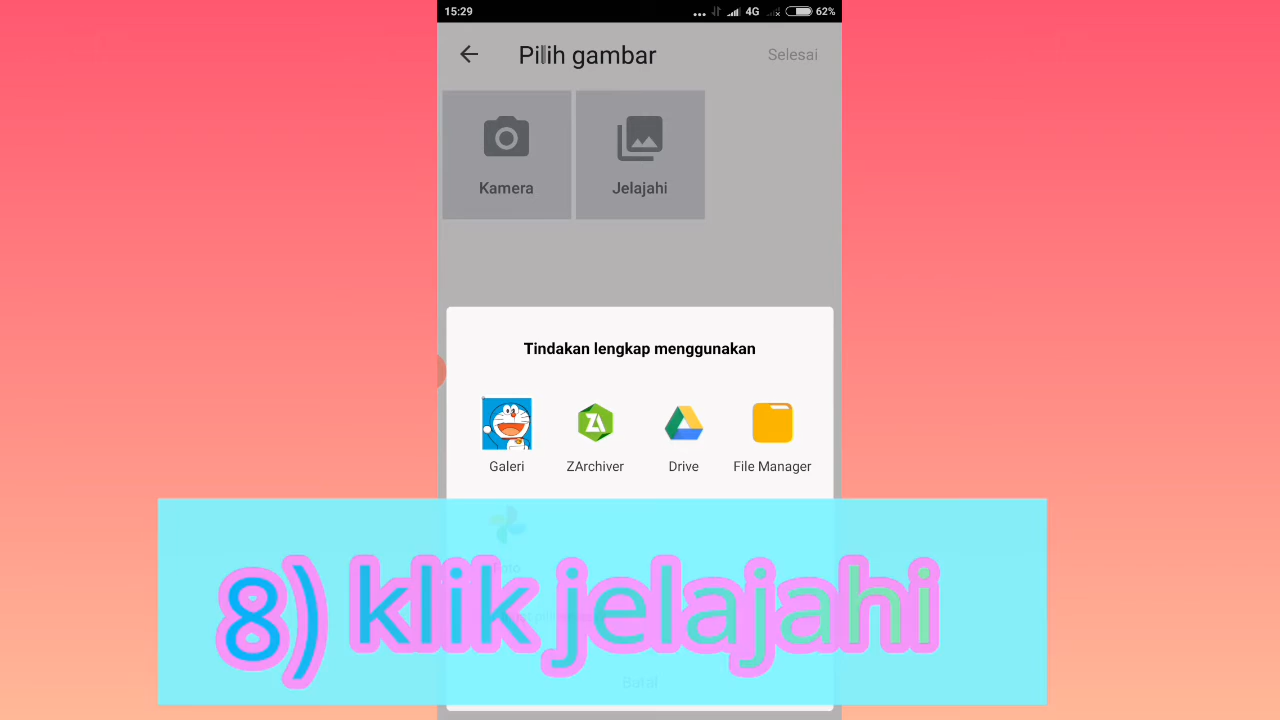 15:29
4G
62%
Pilih gambar
Selesai
Kamera
Jelajahi
Tindakan lengkap menggunakan
Galeri
ZArchiver
Drive
File Manager
8) klik jelajahi
Batal